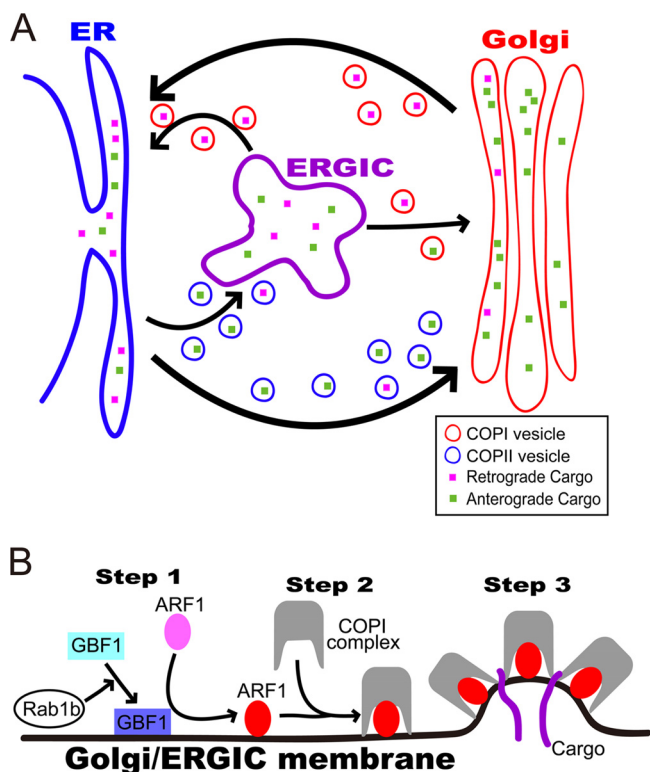 A
ER
Golgi
ERGIC
COPI vesicle
COPII vesicle
Retrograde Cargo
Anterograde Cargo
B
Step 1
Step 2
Step 3
ARF1
GBF1
COPI
complex
Rab1b
GBF1
ARF1
Cargo
Golgi/ERGIC membrane